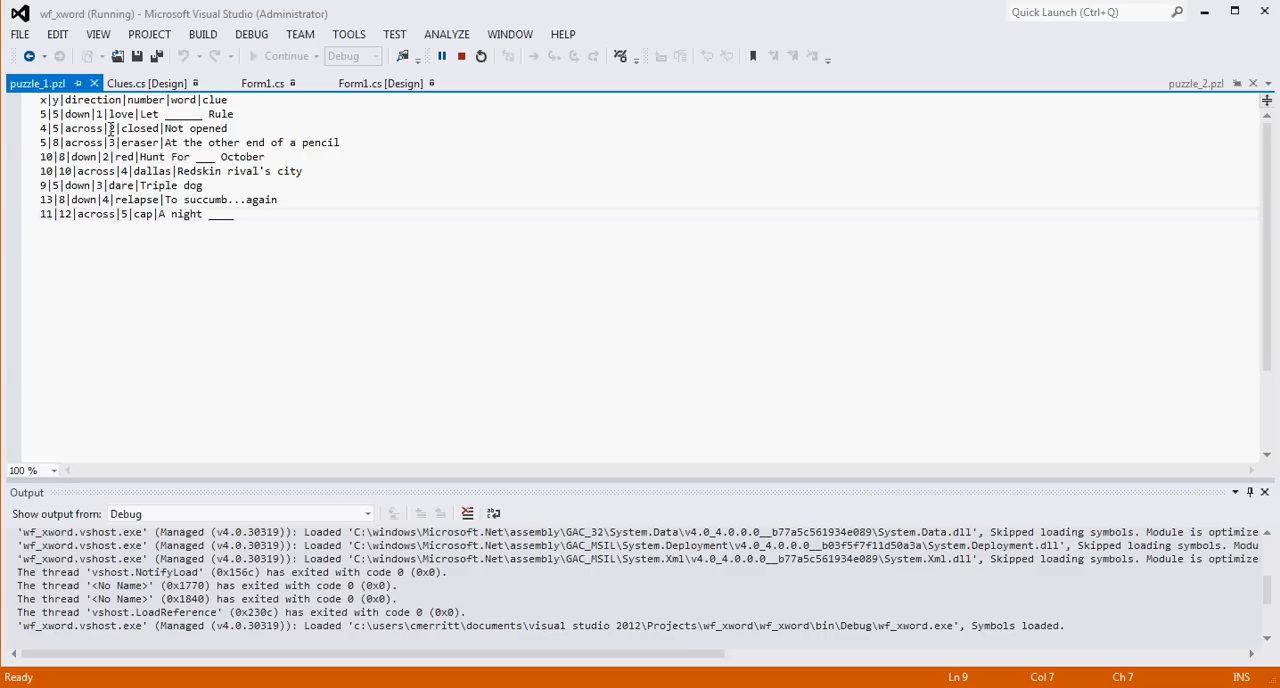 wf_xword (Running) - Microsoft Visual Studio (Administrator)
Quick Launch (Ctrl+Q)
FILE EDIT VIEW PROJECT BUILD DEBUG TEAM TOOLS TEST ANALYZE WINDOW HELP
Continue Debug
puzzle_1.pzl Clues.cs [Design] Form1.cs Form1.cs [Design] puzzle_2.pzl
x|y|direction|number|word|clue
5|5|down|1|love|Let ______ Rule
4|5|across||closed|Not opened
5|8|across|3|eraser|At the other end of a pencil
10|8|down|2|red|Hunt For ___ October
10|10|across|4|dallas|Redskin rival's city
9|5|down|3|dare|Triple dog
13|8|down|4|relapse|To succumb...again
11|12|across|5|cap|A night ____
100 %
Output
Show output from: Debug
'wf_xword.vshost.exe' (Managed (v4.0.30319)): Loaded 'C:\windows\Microsoft.Net\assembly\GAC_32\System.Data\v4.0_4.0.0.0__b77a5c561934e089\System.Data.dll', Skipped loading symbols. Module is optimize
'wf_xword.vshost.exe' (Managed (v4.0.30319)): Loaded 'C:\windows\Microsoft.Net\assembly\GAC_MSIL\System.Deployment\v4.0_4.0.0.0__b03f5f7f11d50a3a\System.Deployment.dll', Skipped loading symbols. Modu
'wf_xword.vshost.exe' (Managed (v4.0.30319)): Loaded 'C:\windows\Microsoft.Net\assembly\GAC_MSIL\System.Xml\v4.0_4.0.0.0__b77a5c561934e089\System.Xml.dll', Skipped loading symbols. Module is optimize
The thread 'vshost.NotifyLoad' (0x156c) has exited with code 0 (0x0).
The thread '<No Name>' (0x1770) has exited with code 0 (0x0).
The thread '<No Name>' (0x1840) has exited with code 0 (0x0).
The thread 'vshost.LoadReference' (0x230c) has exited with code 0 (0x0).
'wf_xword.vshost.exe' (Managed (v4.0.30319)): Loaded 'c:\users\cmerritt\documents\visual studio 2012\Projects\wf_xword\wf_xword\bin\Debug\wf_xword.exe', Symbols loaded.
Ready Ln 9 Col 7 Ch 7 INS